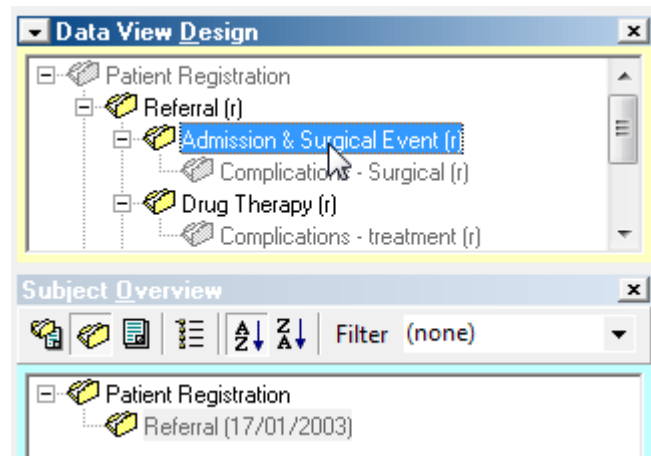 Data View Design
Patient Registration
Referral (r)
Admission & Surgical Event (r)
Complications - Surgical (r)
Drug Therapy (r)
Complications - treatment (r)
Subject Overview
Filter (none)
Patient Registration
Referral (17/01/2003)